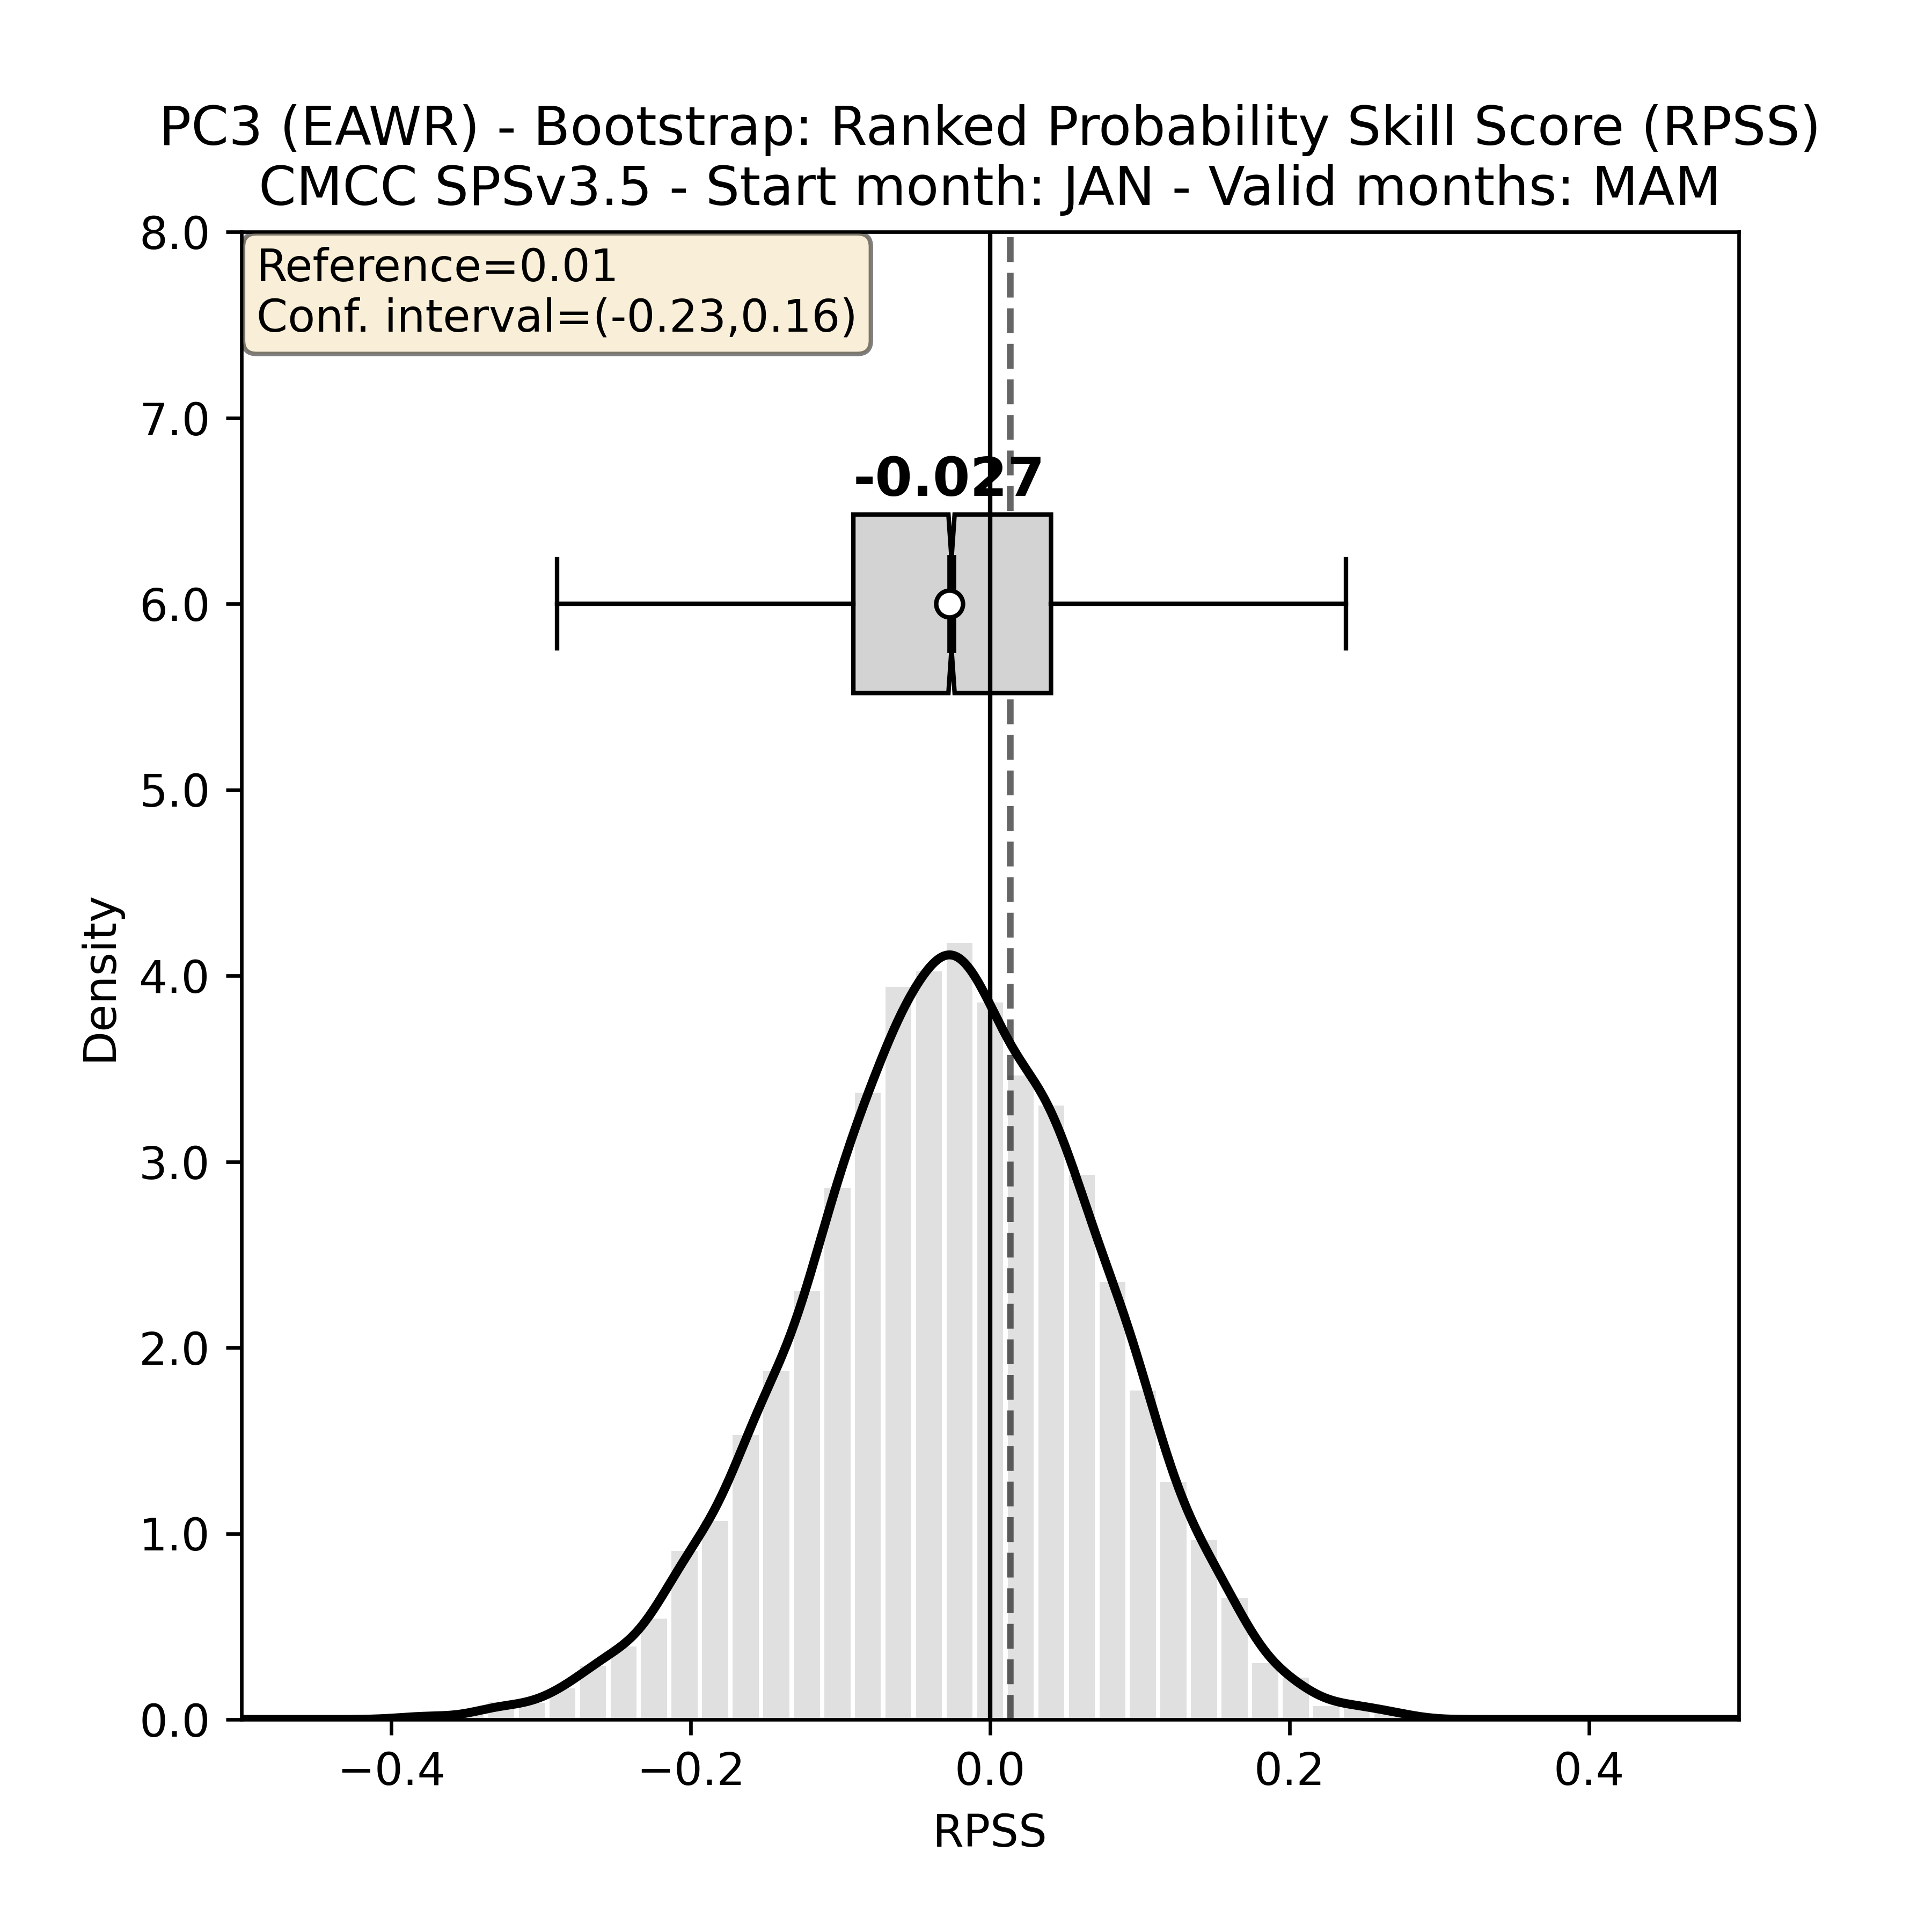 PC3 (EAWR) - Bootstrap: Ranked Probability Skill Score (RPSS)
CMCC SPSv3.5 - Start month: JAN - Valid months: MAM
Reference=0.01
Conf. interval=(-0.23,0.16)
-0.027
8.0
7.0
6.0
5.0
4.0
3.0
2.0
1.0
0.0
Density
−0.4 −0.2 0.0 0.2 0.4
RPSS